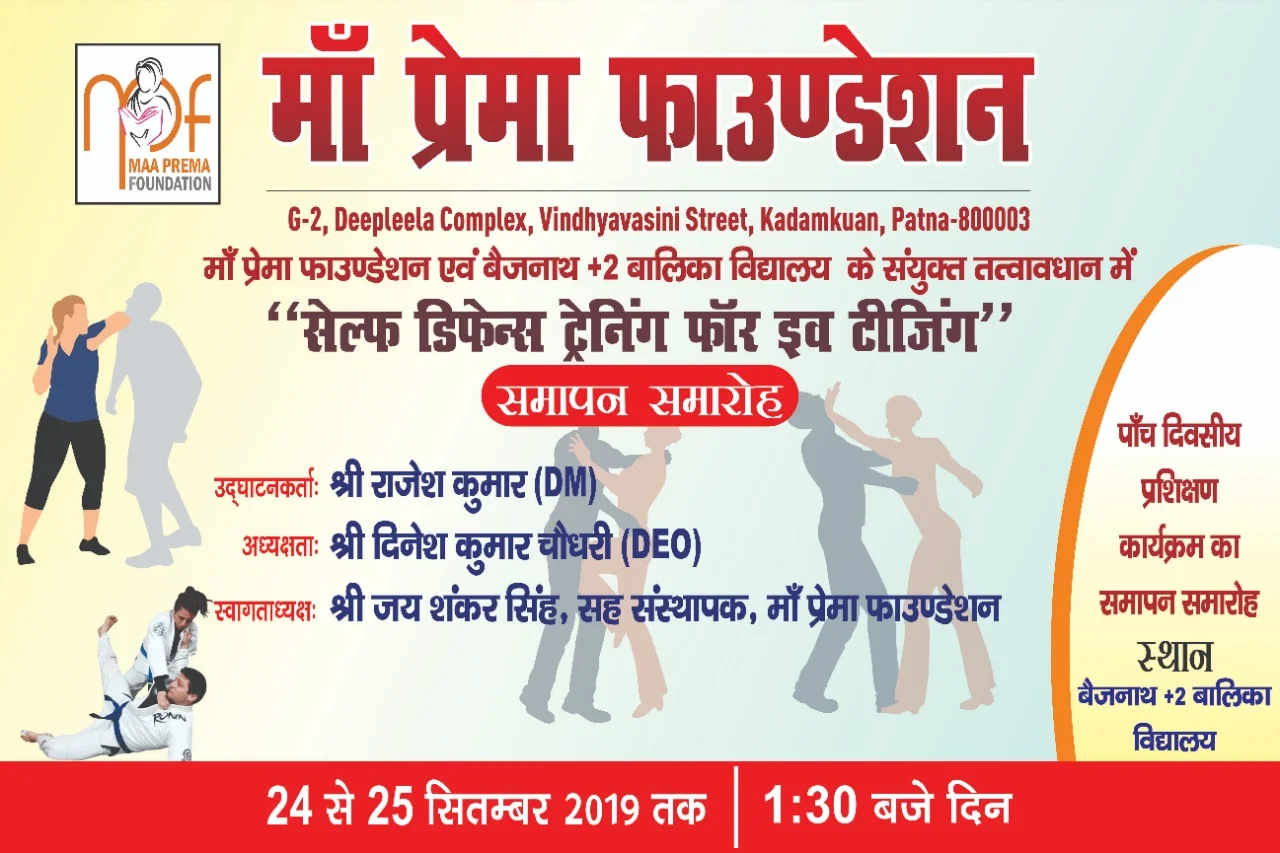 MAA PREMA
FOUNDATION
माँ प्रेमा फाउण्डेशन
G-2, Deepleela Complex, Vindhyavasini Street, Kadamkuan, Patna-800003
माँ प्रेमा फाउण्डेशन एवं बैजनाथ +2 बालिका विद्यालय के संयुक्त तत्वावधान में
“सेल्फ डिफेन्स ट्रेनिंग फॉर इव टीजिंग”
समापन समारोह
उद्घाटनकर्ताः श्री राजेश कुमार (DM)
अध्यक्षताः श्री दिनेश कुमार चौधरी (DEO)
स्वागताध्यक्षः श्री जय शंकर सिंह, सह संस्थापक, माँ प्रेमा फाउण्डेशन
पाँच दिवसीय
प्रशिक्षण
कार्यक्रम का
समापन समारोह
स्थान
बैजनाथ +2 बालिका
विद्यालय
RONIN
24 से 25 सितम्बर 2019 तक | 1:30 बजे दिन